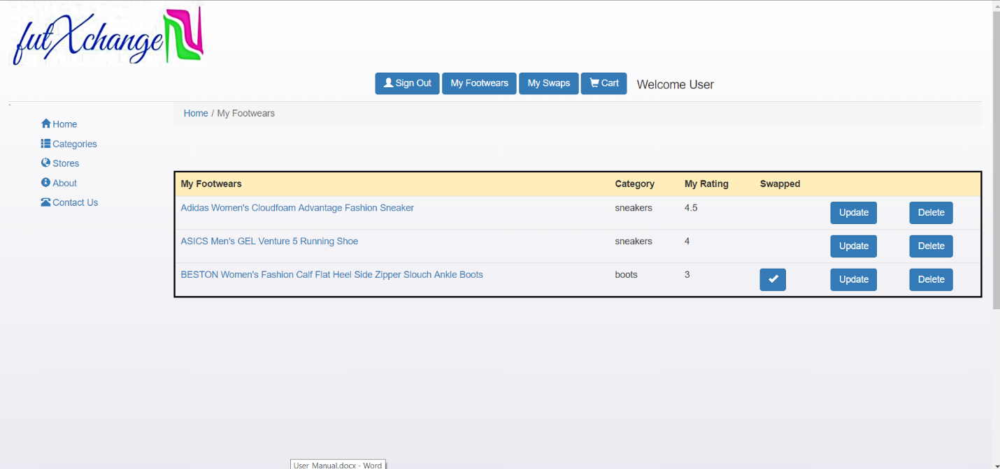 futXchange
Sign Out My Footwears My Swaps Cart Welcome User
Home / My Footwears
Home
Categories
Stores
About
Contact Us
My Footwears Category My Rating Swapped
Adidas Women's Cloudfoam Advantage Fashion Sneaker sneakers 4.5 Update Delete
ASICS Men's GEL Venture 5 Running Shoe sneakers 4 Update Delete
BESTON Women's Fashion Calf Flat Heel Side Zipper Slouch Ankle Boots boots 3 Update Delete
User_Manual.docx - Word